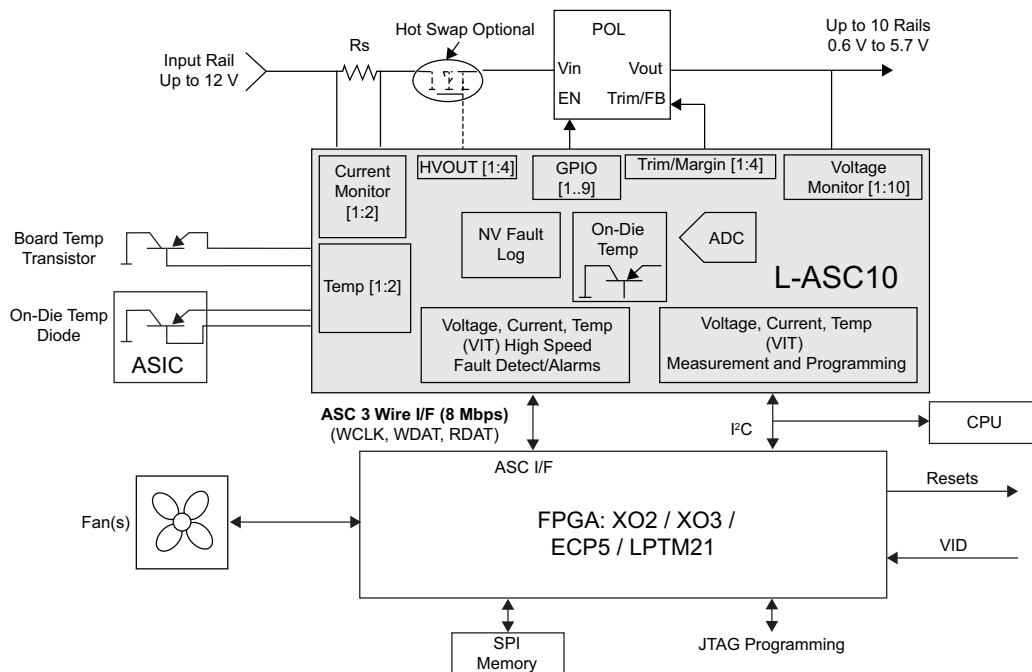 Hot Swap Optional
Input Rail
Up to 12 V
Rs
POL
Vin
Vout
EN
Trim/FB
Up to 10 Rails
0.6 V to 5.7 V
Current
Monitor
[1:2]
HVOUT [1:4]
GPIO
[1..9]
Trim/Margin [1:4]
Voltage
Monitor [1:10]
Board Temp
Transistor
On-Die Temp
Diode
ASIC
Temp [1:2]
NV Fault
Log
On-Die
Temp
ADC
L-ASC10
Voltage, Current, Temp
(VIT) High Speed
Fault Detect/Alarms
Voltage, Current, Temp
(VIT)
Measurement and Programming
ASC 3 Wire I/F (8 Mbps)
(WCLK, WDAT, RDAT)
I²C
CPU
ASC I/F
FPGA: XO2 / XO3 /
ECP5 / LPTM21
Fan(s)
Resets
VID
SPI
Memory
JTAG Programming